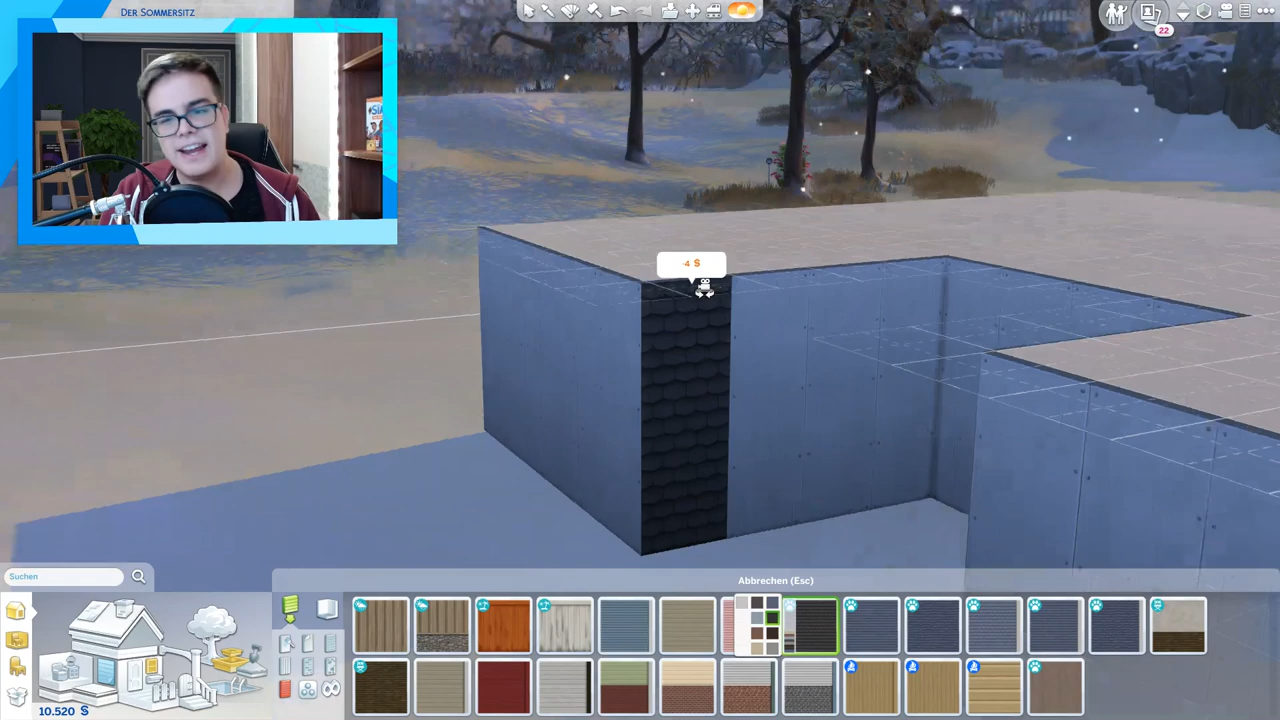 DER SOMMERSITZ
22
-4 $
Abbrechen (Esc)
Suchen
10.520 $